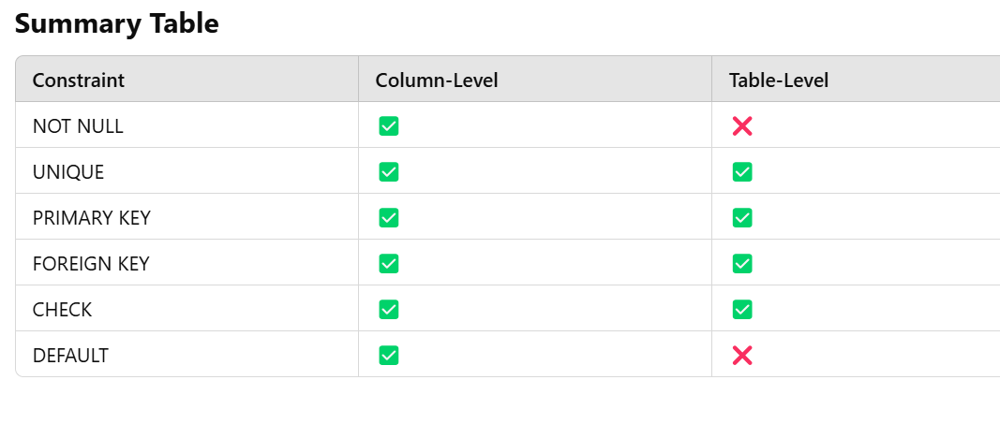 Summary Table
Constraint Column-Level Table-Level
NOT NULL ✅ ❌
UNIQUE ✅ ✅
PRIMARY KEY ✅ ✅
FOREIGN KEY ✅ ✅
CHECK ✅ ✅
DEFAULT ✅ ❌